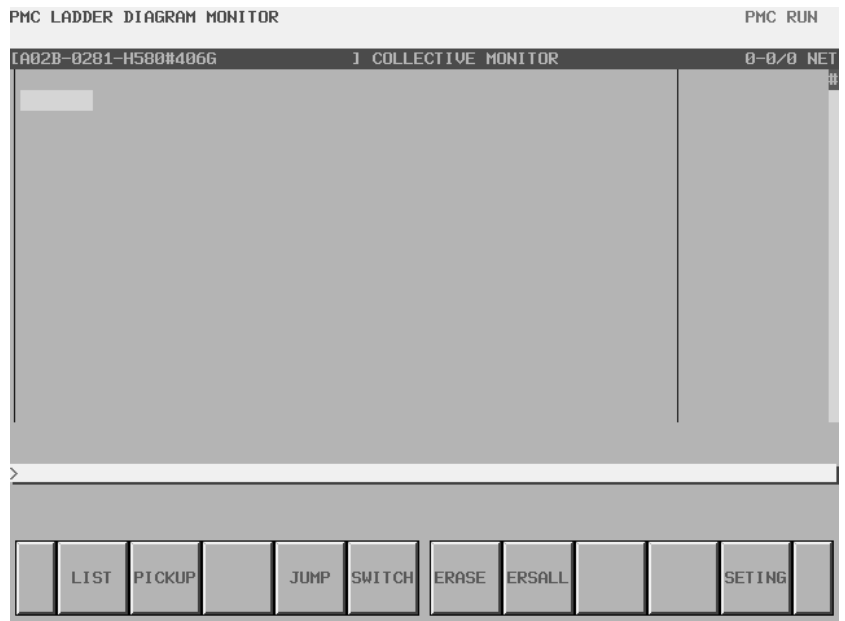 PMC LADDER DIAGRAM MONITOR PMC RUN
[A02B-0281-H580#406G ] COLLECTIVE MONITOR 0-0/0 NET
#
>
LIST PICKUP JUMP SWITCH ERASE ERSALL SETING